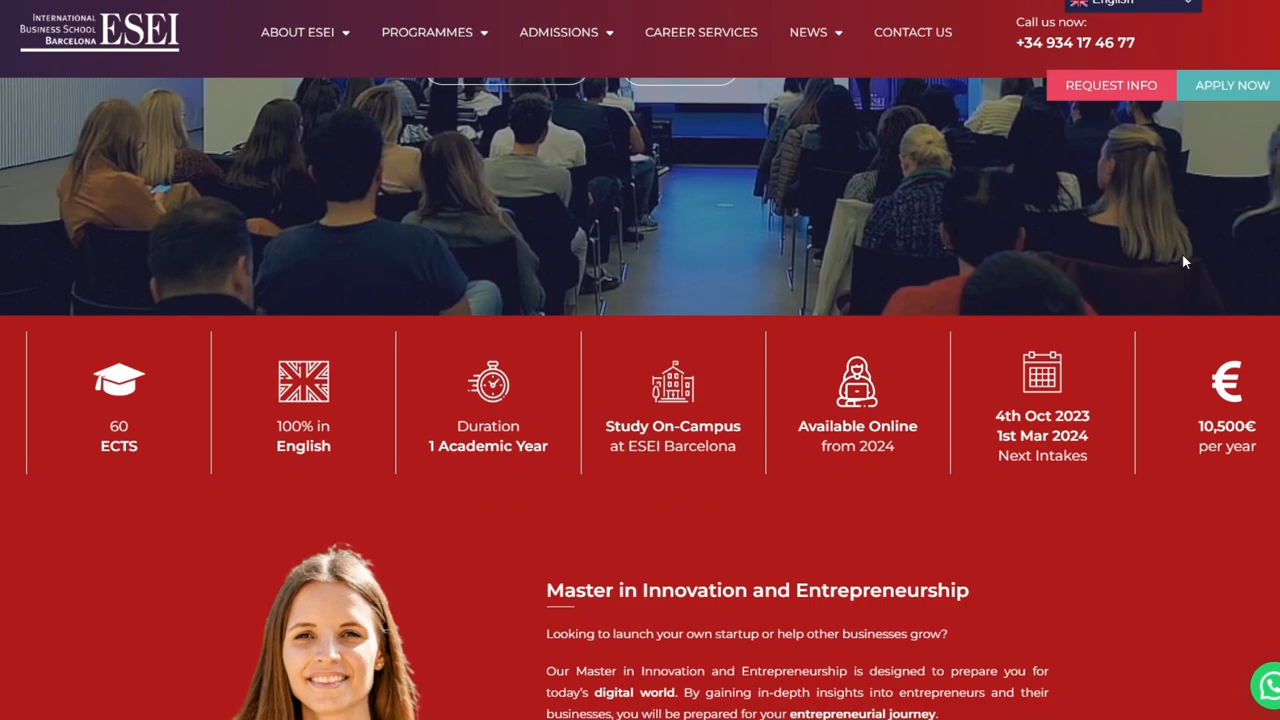 English
INTERNATIONAL
BUSINESS SCHOOL
BARCELONA
ESEI
ABOUT ESEI
PROGRAMMES
ADMISSIONS
CAREER SERVICES
NEWS
CONTACT US
Call us now:
+34 934 17 46 77
REQUEST INFO
APPLY NOW
ESEI
60
ECTS
100% in
English
Duration
1 Academic Year
Study On-Campus
at ESEI Barcelona
Available Online
from 2024
4th Oct 2023
1st Mar 2024
Next Intakes
10,500€
per year
Master in Innovation and Entrepreneurship
Looking to launch your own startup or help other businesses grow?
Our Master in Innovation and Entrepreneurship is designed to prepare you for
today's digital world. By gaining in-depth insights into entrepreneurs and their
businesses, you will be prepared for your entrepreneurial journey.